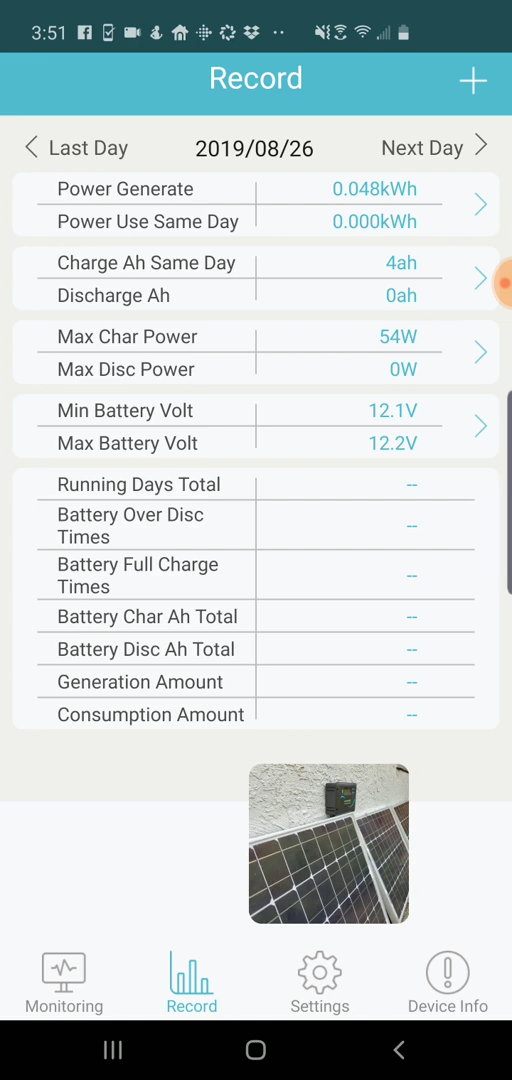 3:51
Record
Last Day
2019/08/26
Next Day
Power Generate
0.048kWh
Power Use Same Day
0.000kWh
Charge Ah Same Day
4ah
Discharge Ah
0ah
Max Char Power
54W
Max Disc Power
0W
Min Battery Volt
12.1V
Max Battery Volt
12.2V
Running Days Total
--
Battery Over Disc
Times
--
Battery Full Charge
Times
--
Battery Char Ah Total
--
Battery Disc Ah Total
--
Generation Amount
--
Consumption Amount
--
Monitoring
Record
Settings
Device Info